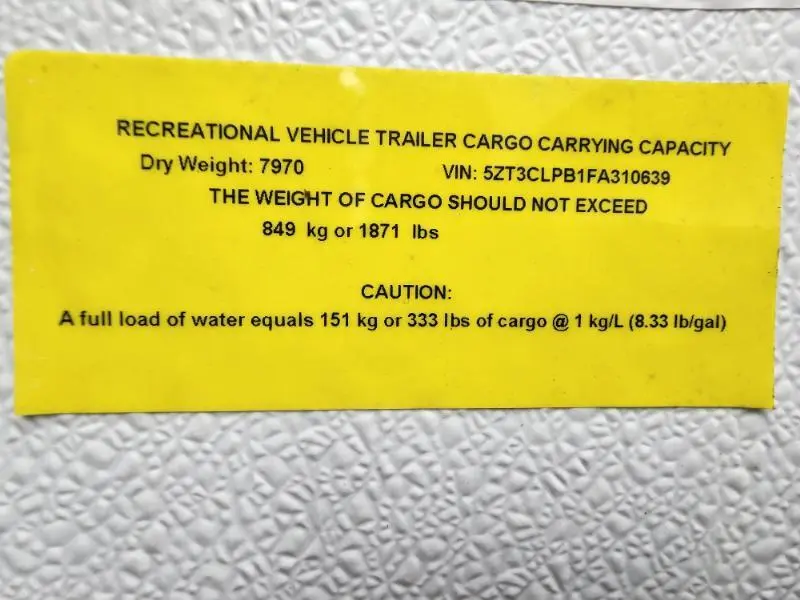 RECREATIONAL VEHICLE TRAILER CARGO CARRYING CAPACITY
Dry Weight: 7970 VIN: 5ZT3CLPB1FA310639
THE WEIGHT OF CARGO SHOULD NOT EXCEED
849 kg or 1871 lbs
CAUTION:
A full load of water equals 151 kg or 333 lbs of cargo @ 1 kg/L (8.33 lb/gal)